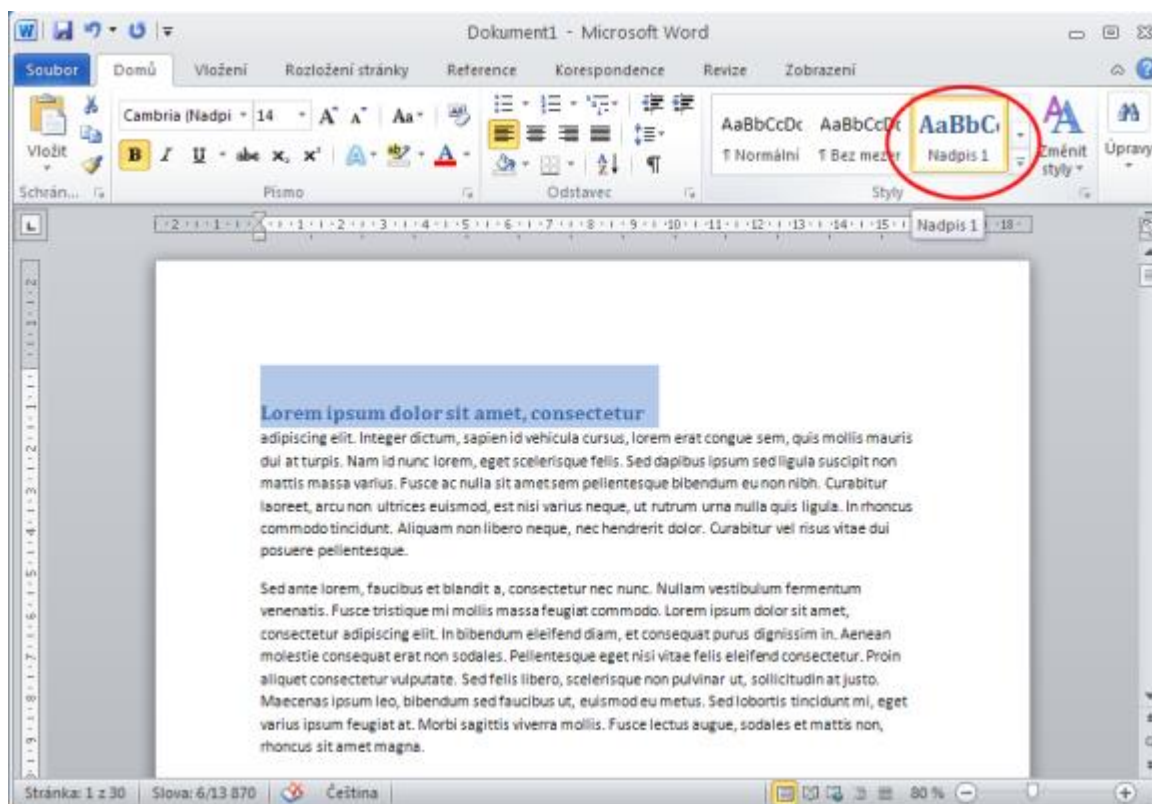 Dokument1 - Microsoft Word
Soubor Domů Vložení Rozložení stránky Reference Korespondence Revize Zobrazení
Cambria (Nadpi 14 A A Aa
Vložit
B I U abc x₂ x² A A
AaBbCcDc AaBbCcDc AaBbC
¶ Normální ¶ Bez mezer Nadpis 1
Změnit styly
Úpravy
Schrán... Písmo Odstavec Styly
Nadpis 1
Lorem ipsum dolor sit amet, consectetur
adipiscing elit. Integer dictum, sapien id vehicula cursus, lorem erat congue sem, quis mollis mauris
dui at turpis. Nam id nunc lorem, eget scelerisque felis. Sed dapibus ipsum sed ligula suscipit non
mattis massa varius. Fusce ac nulla sit amet sem pellentesque bibendum eu non nibh. Curabitur
laoreet, arcu non ultrices euismod, est nisi varius neque, ut rutrum urna nulla quis ligula. In rhoncus
commodo tincidunt. Aliquam non libero neque, nec hendrerit dolor. Curabitur vel risus vitae dui
posuere pellentesque.
Sed ante lorem, faucibus et blandit a, consectetur nec nunc. Nullam vestibulum fermentum
venenatis. Fusce tristique mi mollis massa feugiat commodo. Lorem ipsum dolor sit amet,
consectetur adipiscing elit. In bibendum eleifend diam, et consequat purus dignissim in. Aenean
molestie consequat erat non sodales. Pellentesque eget nisi vitae felis eleifend consectetur. Proin
aliquet consectetur vulputate. Sed felis libero, scelerisque non pulvinar ut, sollicitudin at justo.
Maecenas ipsum leo, bibendum sed faucibus ut, euismod eu metus. Sed lobortis tincidunt mi, eget
varius ipsum feugiat at. Morbi sagittis viverra mollis. Fusce lectus augue, sodales et mattis non,
rhoncus sit amet magna.
Stránka: 1 z 30 Slova: 6/13 870 Čeština 80 %